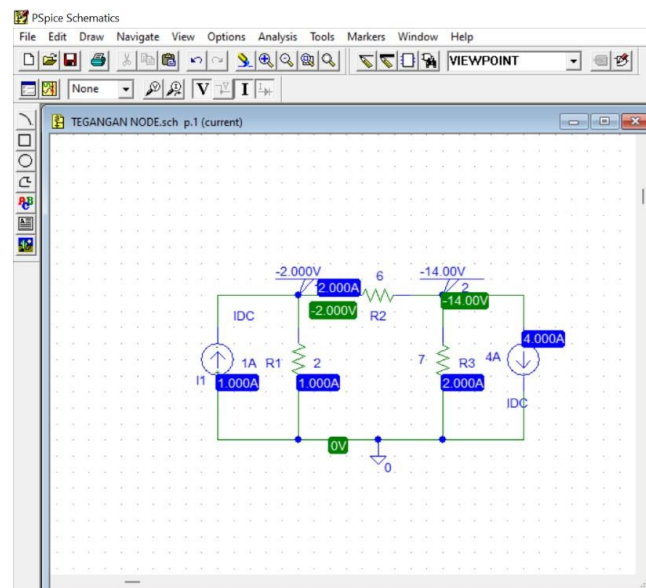 PSpice Schematics
File Edit Draw Navigate View Options Analysis Tools Markers Window Help
VIEWPOINT
None V I
TEGANGAN NODE.sch p.1 (current)
-2.000V 6 -14.00V
2.000A 2
-2.000V R2 -14.00V
IDC
4.000A
1A R1 2 7 R3 4A
I1 1.000A 1.000A 2.000A
IDC
0V
0